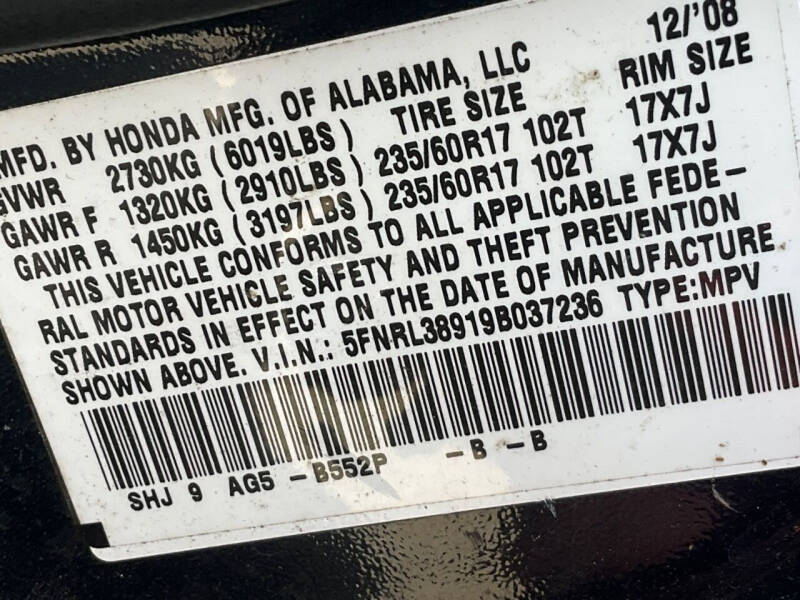 12/'08
MFD. BY HONDA MFG. OF ALABAMA, LLC
TIRE SIZE RIM SIZE
GVWR 2730KG (6019LBS)
GAWR F 1320KG (2910LBS) 235/60R17 102T 17X7J
GAWR R 1450KG (3197LBS) 235/60R17 102T 17X7J
THIS VEHICLE CONFORMS TO ALL APPLICABLE FEDE-
RAL MOTOR VEHICLE SAFETY AND THEFT PREVENTION
STANDARDS IN EFFECT ON THE DATE OF MANUFACTURE
SHOWN ABOVE. V.I.N.: 5FNRL38919B037236 TYPE:MPV
SHJ 9 AG5 - B552P - B - B